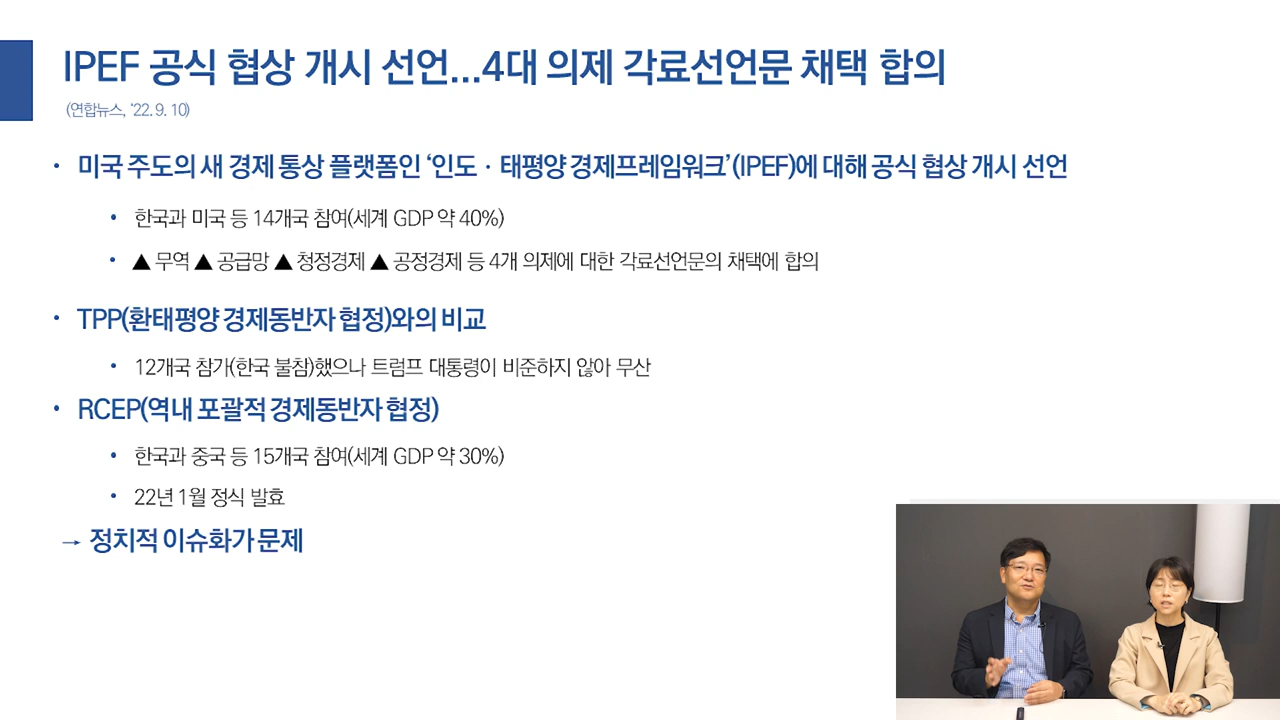 IPEF 공식 협상 개시 선언...4대 의제 각료선언문 채택 합의
(연합뉴스, ‘22. 9. 10)
• 미국 주도의 새 경제 통상 플랫폼인 ‘인도 · 태평양 경제프레임워크’(IPEF)에 대해 공식 협상 개시 선언
• 한국과 미국 등 14개국 참여(세계 GDP 약 40%)
• ▲ 무역 ▲ 공급망 ▲ 청정경제 ▲ 공정경제 등 4개 의제에 대한 각료선언문의 채택에 합의
• TPP(환태평양 경제동반자 협정)와의 비교
• 12개국 참가(한국 불참)했으나 트럼프 대통령이 비준하지 않아 무산
• RCEP(역내 포괄적 경제동반자 협정)
• 한국과 중국 등 15개국 참여(세계 GDP 약 30%)
• 22년 1월 정식 발효
→ 정치적 이슈화가 문제